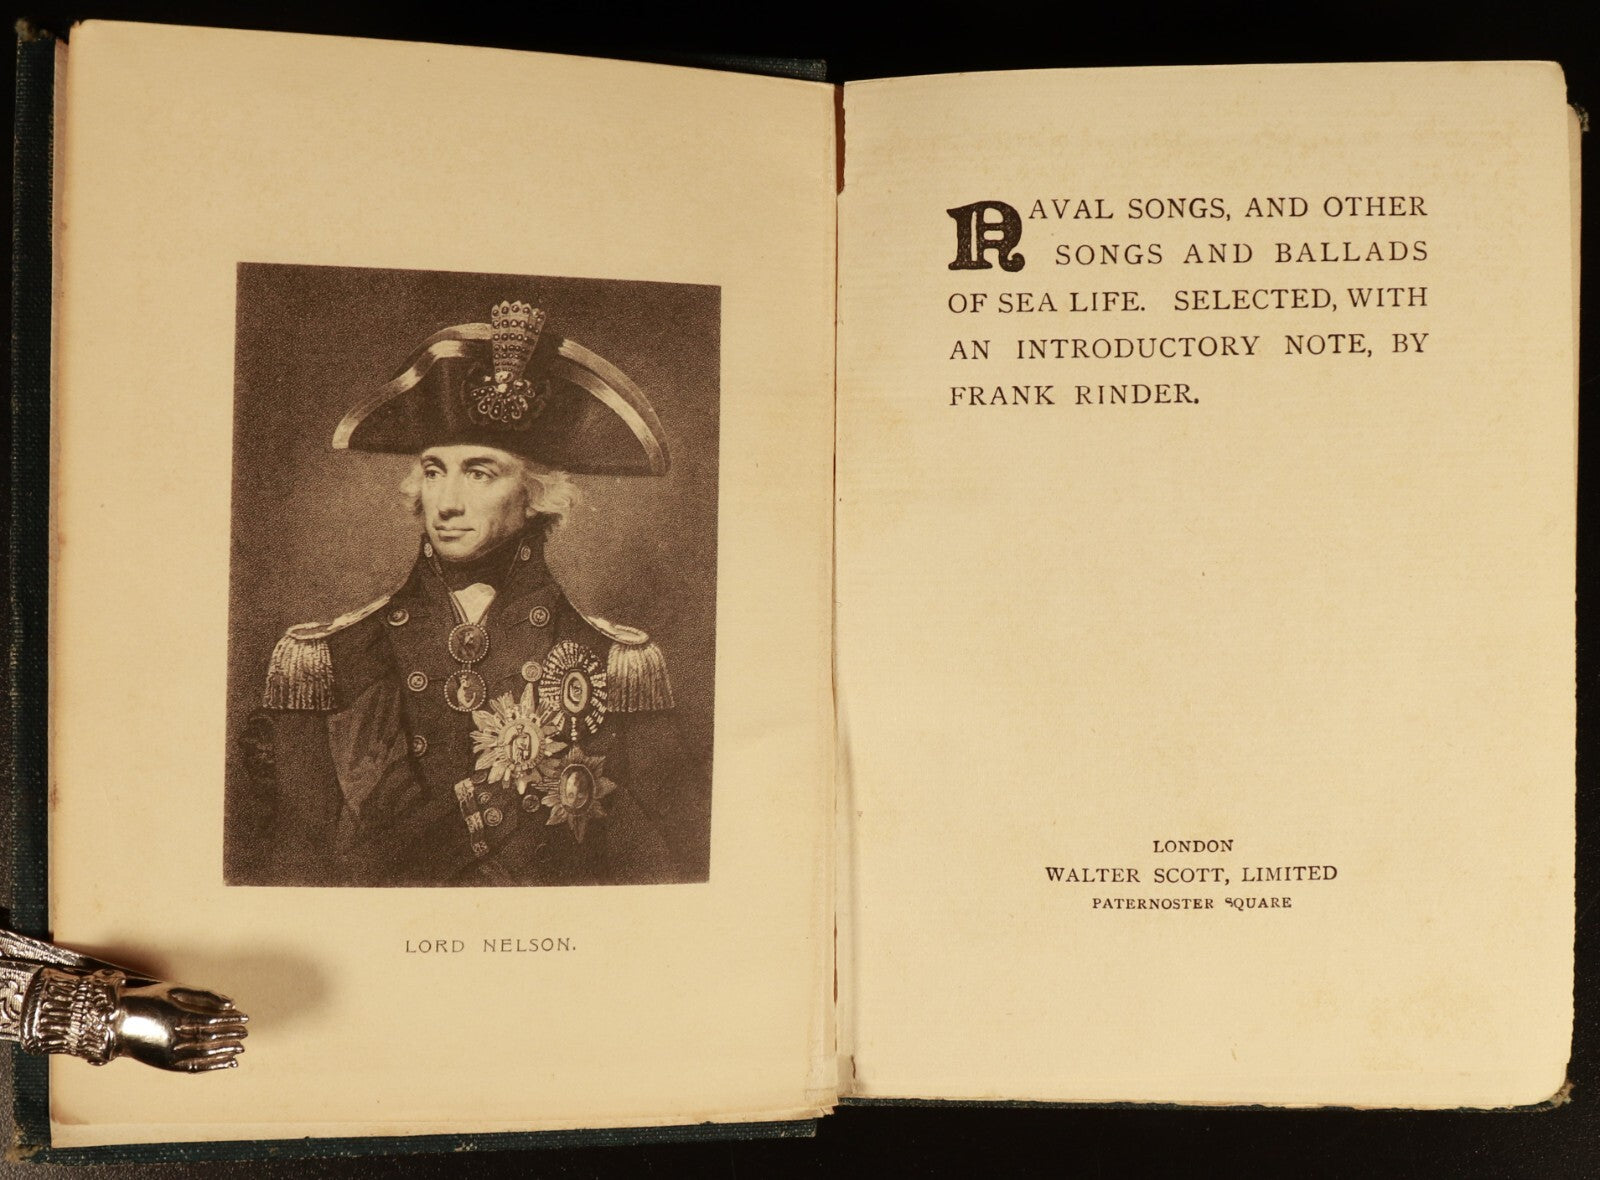 LORD NELSON.
NAVAL SONGS, AND OTHER
SONGS AND BALLADS
OF SEA LIFE. SELECTED, WITH
AN INTRODUCTORY NOTE, BY
FRANK RINDER.
LONDON
WALTER SCOTT, LIMITED
PATERNOSTER SQUARE